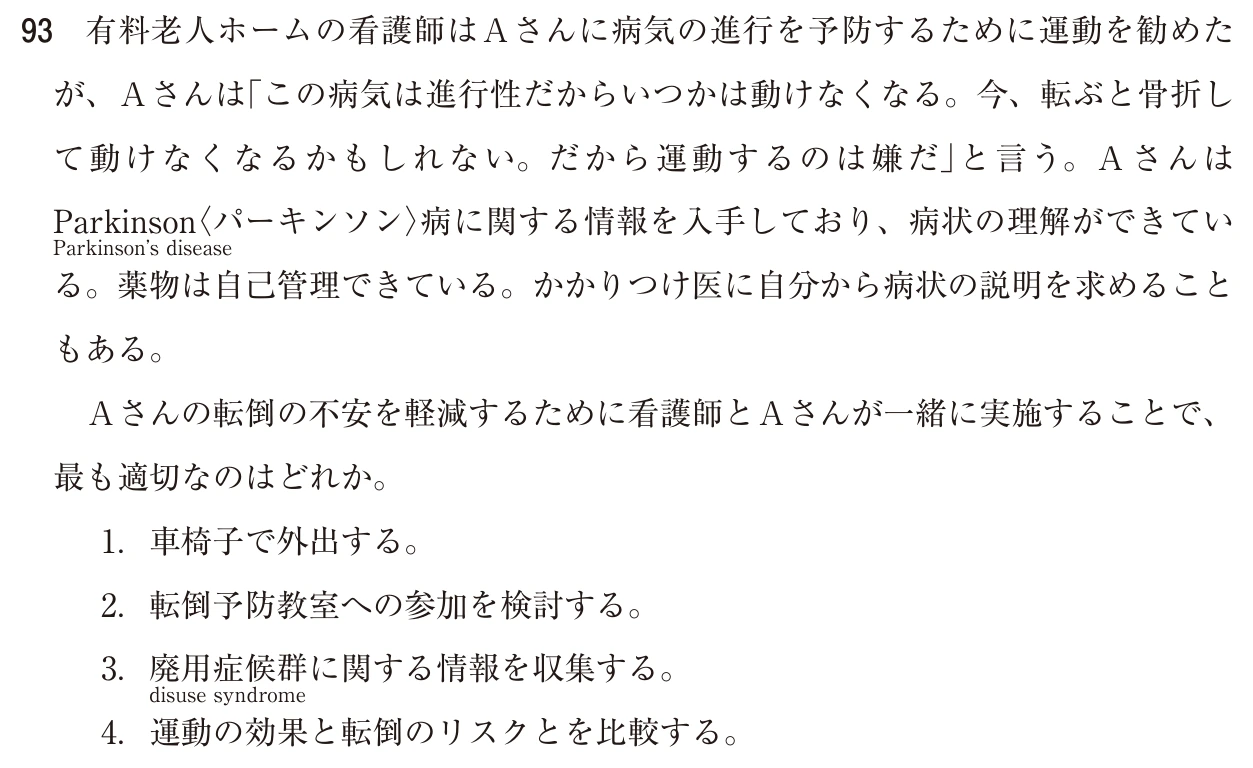 93 有料老人ホームの看護師はAさんに病気の進行を予防するために運動を勧めた
が、Aさんは「この病気は進行性だからいつかは動けなくなる。今、転ぶと骨折し
て動けなくなるかもしれない。だから運動するのは嫌だ」と言う。Aさんは
Parkinson〈パーキンソン〉病に関する情報を入手しており、病状の理解ができてい
Parkinson's disease
る。薬物は自己管理できている。かかりつけ医に自分から病状の説明を求めること
もある。
Aさんの転倒の不安を軽減するために看護師とAさんが一緒に実施することで、
最も適切なのはどれか。
1. 車椅子で外出する。
2. 転倒予防教室への参加を検討する。
3. 廃用症候群に関する情報を収集する。
disuse syndrome
4. 運動の効果と転倒のリスクとを比較する。